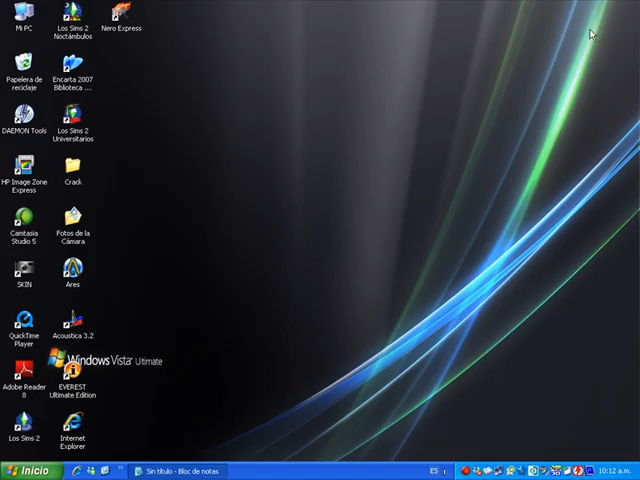 Mi PC
Los Sims 2
Noctámbulos
Nero Express
Papelera de
reciclaje
Encarta 2007
Biblioteca ...
DAEMON Tools
Los Sims 2
Universitarios
HP Image Zone
Express
Crack
Camtasia
Studio 5
Fotos de la
Cámara
SKIN
Ares
QuickTime
Player
Acoustica 3.2
Windows Vista Ultimate
Adobe Reader
8
EVEREST
Ultimate Edition
Los Sims 2
Internet
Explorer
Inicio
Sin título - Bloc de notas
ES
10:12 a.m.